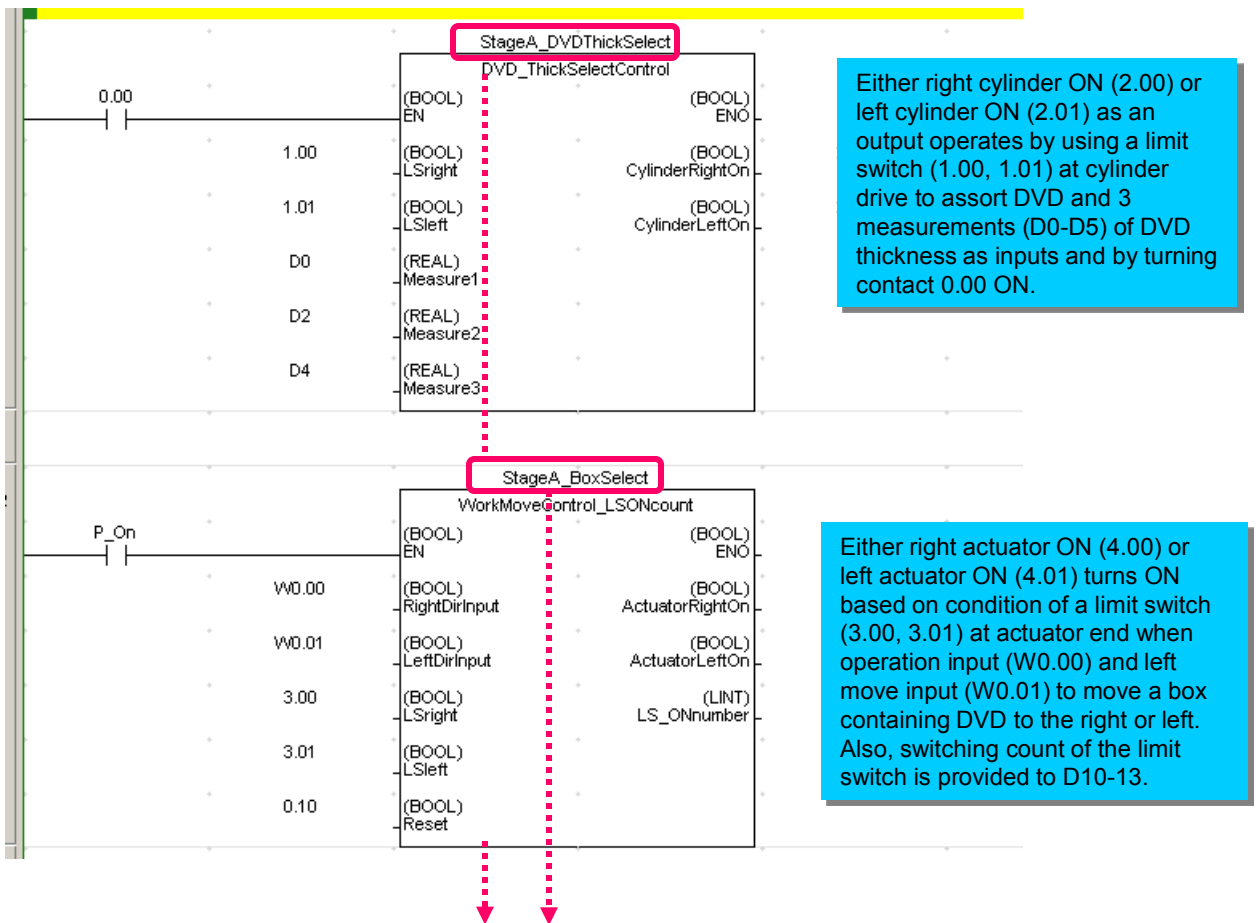 StageA_DVDThickSelect
DVD_ThickSelectControl
0.00
(BOOL)
EN
(BOOL)
ENO
1.00
(BOOL)
LSright
(BOOL)
CylinderRightOn
1.01
(BOOL)
LSleft
(BOOL)
CylinderLeftOn
D0
(REAL)
Measure1
D2
(REAL)
Measure2
D4
(REAL)
Measure3
Either right cylinder ON (2.00) or
left cylinder ON (2.01) as an
output operates by using a limit
switch (1.00, 1.01) at cylinder
drive to assort DVD and 3
measurements (D0-D5) of DVD
thickness as inputs and by turning
contact 0.00 ON.
StageA_BoxSelect
WorkMoveControl_LSONcount
P_On
(BOOL)
EN
(BOOL)
ENO
W0.00
(BOOL)
RightDirInput
(BOOL)
ActuatorRightOn
W0.01
(BOOL)
LeftDirInput
(BOOL)
ActuatorLeftOn
3.00
(BOOL)
LSright
(LINT)
LS_ONnumber
3.01
(BOOL)
LSleft
0.10
(BOOL)
Reset
Either right actuator ON (4.00) or
left actuator ON (4.01) turns ON
based on condition of a limit switch
(3.00, 3.01) at actuator end when
operation input (W0.00) and left
move input (W0.01) to move a box
containing DVD to the right or left.
Also, switching count of the limit
switch is provided to D10-13.